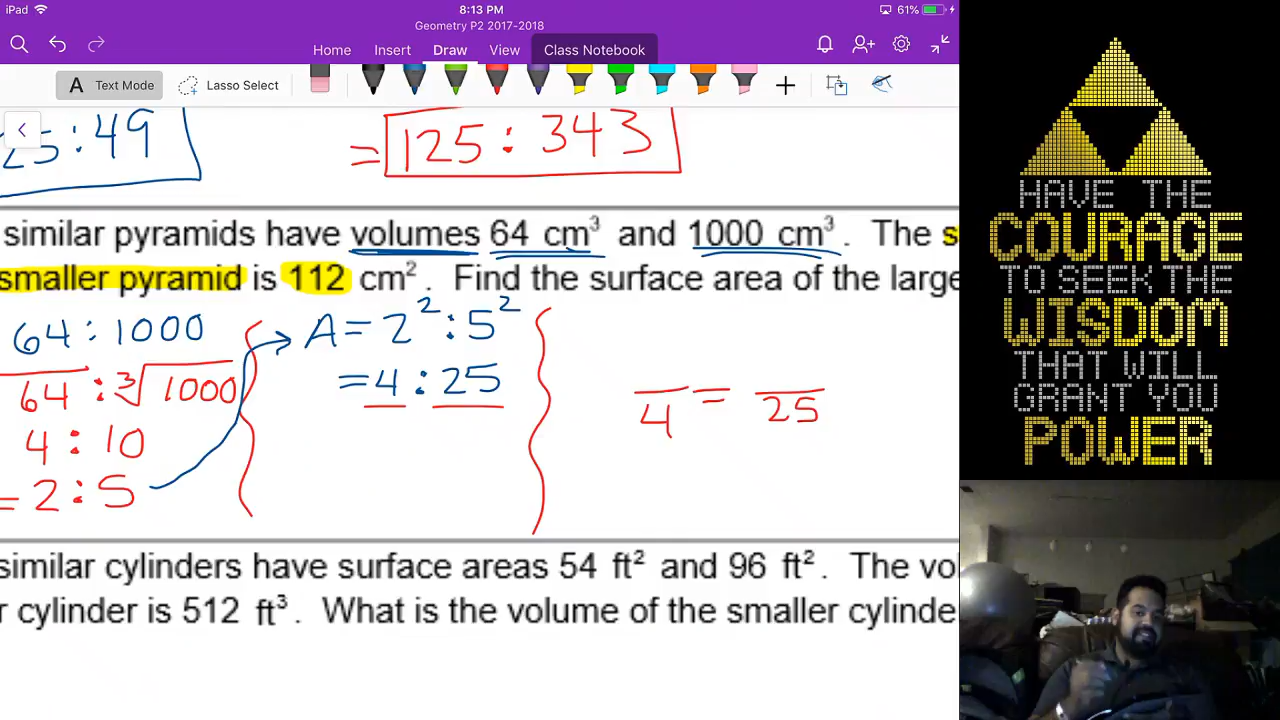 iPad
8:13 PM
61%
Geometry P2 2017-2018
Home Insert Draw View Class Notebook
A Text Mode Lasso Select
25:49
= 125 : 343
similar pyramids have volumes 64 cm³ and 1000 cm³. The s
smaller pyramid is 112 cm². Find the surface area of the large
64 : 1000
64 : ³√1000
4 : 10
= 2 : 5
A = 2² : 5²
= 4 : 25
4 = 25
similar cylinders have surface areas 54 ft² and 96 ft². The vo
r cylinder is 512 ft³. What is the volume of the smaller cylinde
HAVE THE
COURAGE
TO SEEK THE
WISDOM
THAT WILL
GRANT YOU
POWER